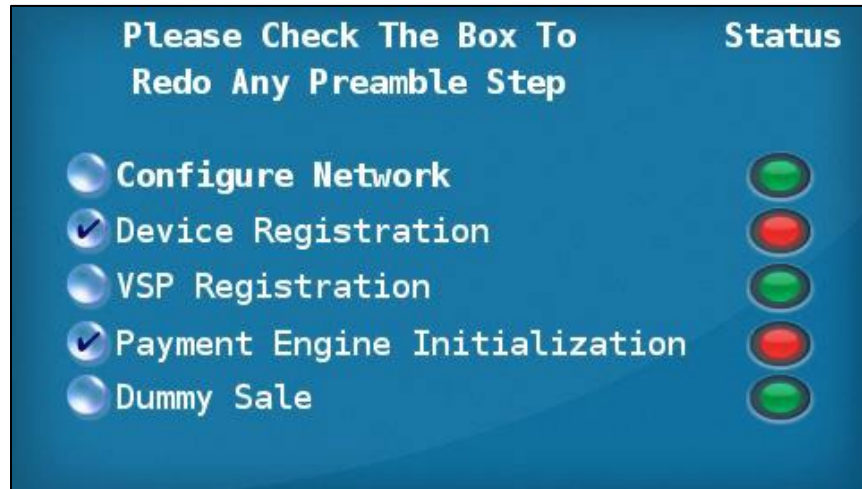 Please Check The Box To
Redo Any Preamble Step
Status
Configure Network
Device Registration
VSP Registration
Payment Engine Initialization
Dummy Sale